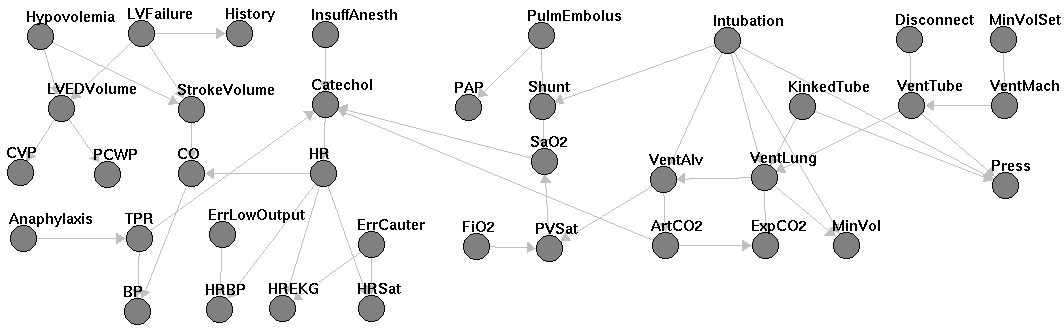 Hypovolemia
LVFailure
History
InsuffAnesth
PulmEmbolus
Intubation
Disconnect
MinVolSet
LVEDVolume
StrokeVolume
Catechol
PAP
Shunt
KinkedTube
VentTube
VentMach
CVP
PCWP
CO
HR
SaO2
VentAlv
VentLung
Press
Anaphylaxis
TPR
ErrLowOutput
ErrCauter
FiO2
PVSat
ArtCO2
ExpCO2
MinVol
BP
HRBP
HREKG
HRSat